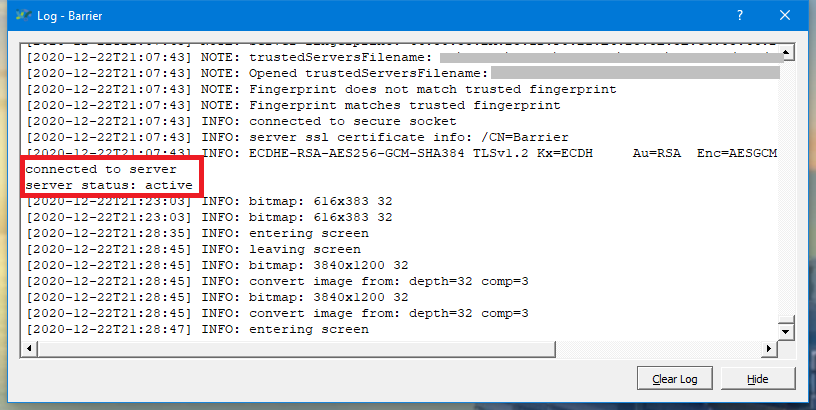 Log - Barrier
[2020-12-22T21:07:43] NOTE: trustedServersFilename:
[2020-12-22T21:07:43] NOTE: Opened trustedServersFilename:
[2020-12-22T21:07:43] NOTE: Fingerprint does not match trusted fingerprint
[2020-12-22T21:07:43] NOTE: Fingerprint matches trusted fingerprint
[2020-12-22T21:07:43] INFO: connected to secure socket
[2020-12-22T21:07:43] INFO: server ssl certificate info: /CN=Barrier
[2020-12-22T21:07:43] INFO: ECDHE-RSA-AES256-GCM-SHA384 TLSv1.2 Kx=ECDH     Au=RSA  Enc=AESGCM
connected to server
server status: active
[2020-12-22T21:23:03] INFO: bitmap: 616x383 32
[2020-12-22T21:23:03] INFO: bitmap: 616x383 32
[2020-12-22T21:28:35] INFO: entering screen
[2020-12-22T21:28:45] INFO: leaving screen
[2020-12-22T21:28:45] INFO: bitmap: 3840x1200 32
[2020-12-22T21:28:45] INFO: convert image from: depth=32 comp=3
[2020-12-22T21:28:45] INFO: bitmap: 3840x1200 32
[2020-12-22T21:28:45] INFO: convert image from: depth=32 comp=3
[2020-12-22T21:28:47] INFO: entering screen
Clear Log Hide